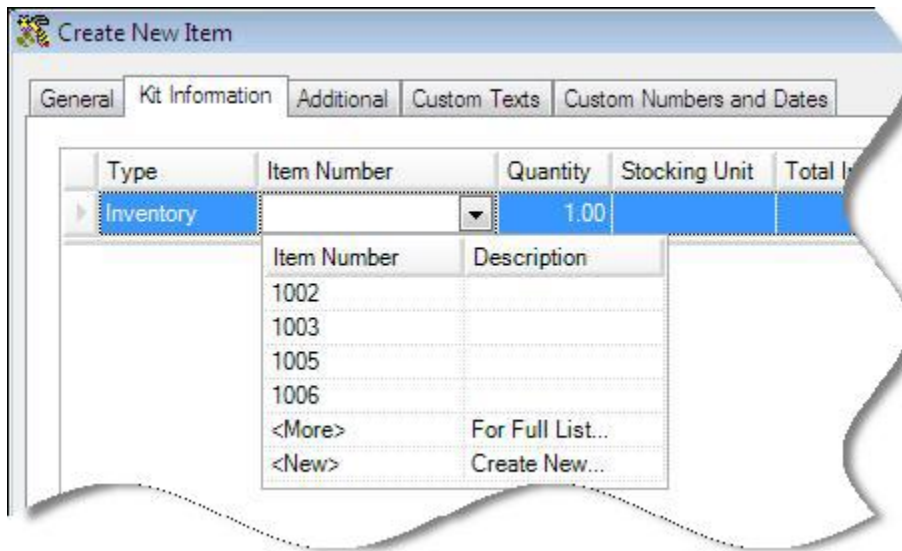 Create New Item
General Kit Information Additional Custom Texts Custom Numbers and Dates
Type Item Number Quantity Stocking Unit Total
Inventory 1.00
Item Number Description
1002
1003
1005
1006
<More> For Full List...
<New> Create New...